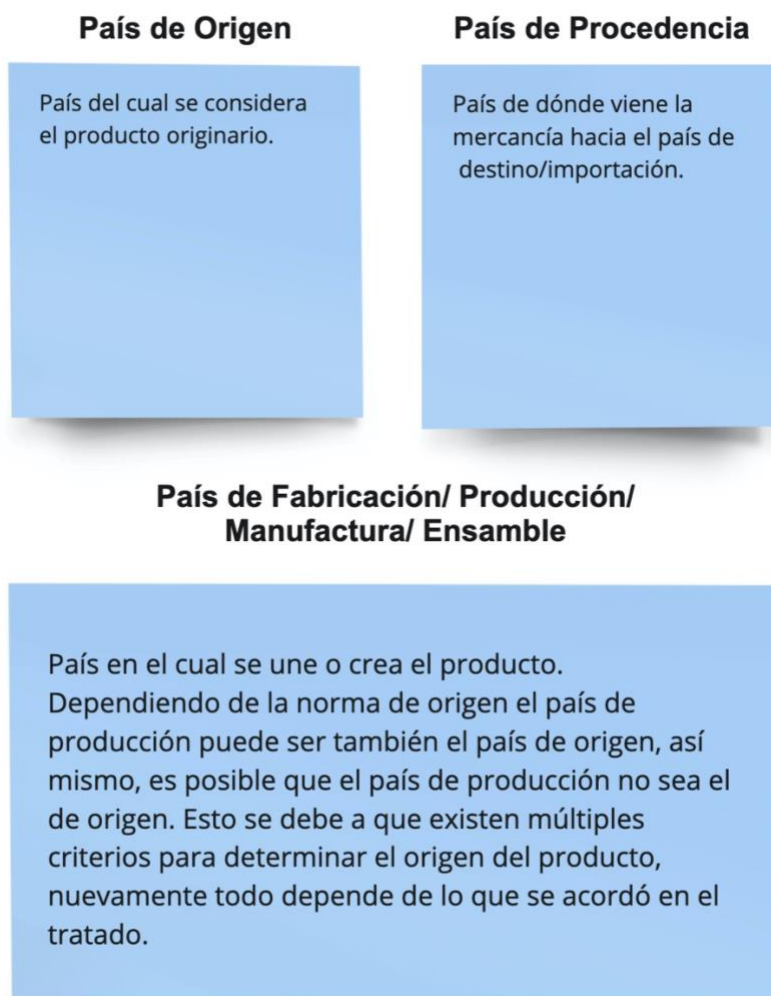 País de Origen
País del cual se considera
el producto originario.
País de Procedencia
País de dónde viene la
mercancía hacia el país de
destino/importación.
País de Fabricación/ Producción/
Manufactura/ Ensamble
País en el cual se une o crea el producto.
Dependiendo de la norma de origen el país de
producción puede ser también el país de origen, así
mismo, es posible que el país de producción no sea el
de origen. Esto se debe a que existen múltiples
criterios para determinar el origen del producto,
nuevamente todo depende de lo que se acordó en el
tratado.